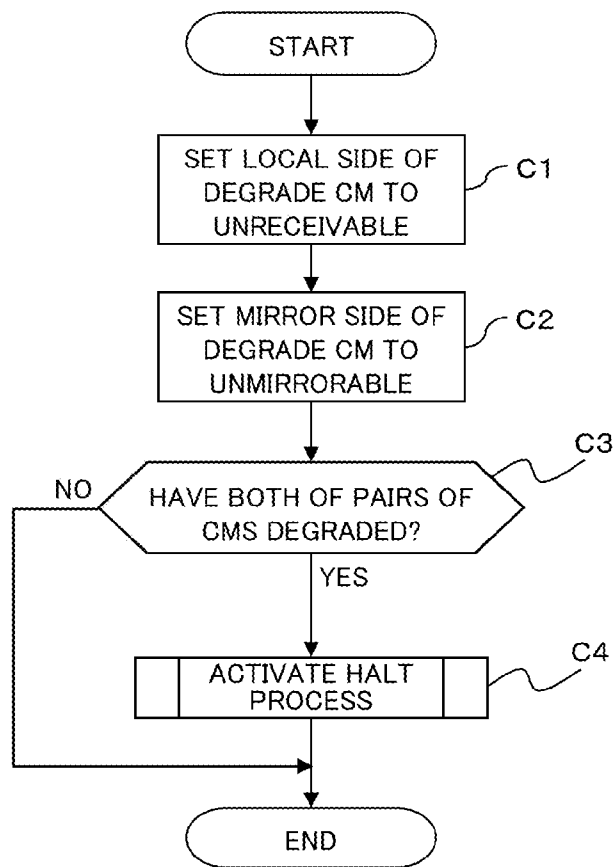 START
SET LOCAL SIDE OF
DEGRADE CM TO
UNRECEIVABLE
C1
SET MIRROR SIDE OF
DEGRADE CM TO
UNMIRRORABLE
C2
C3
NO
HAVE BOTH OF PAIRS OF
CMS DEGRADED?
YES
C4
ACTIVATE HALT
PROCESS
END